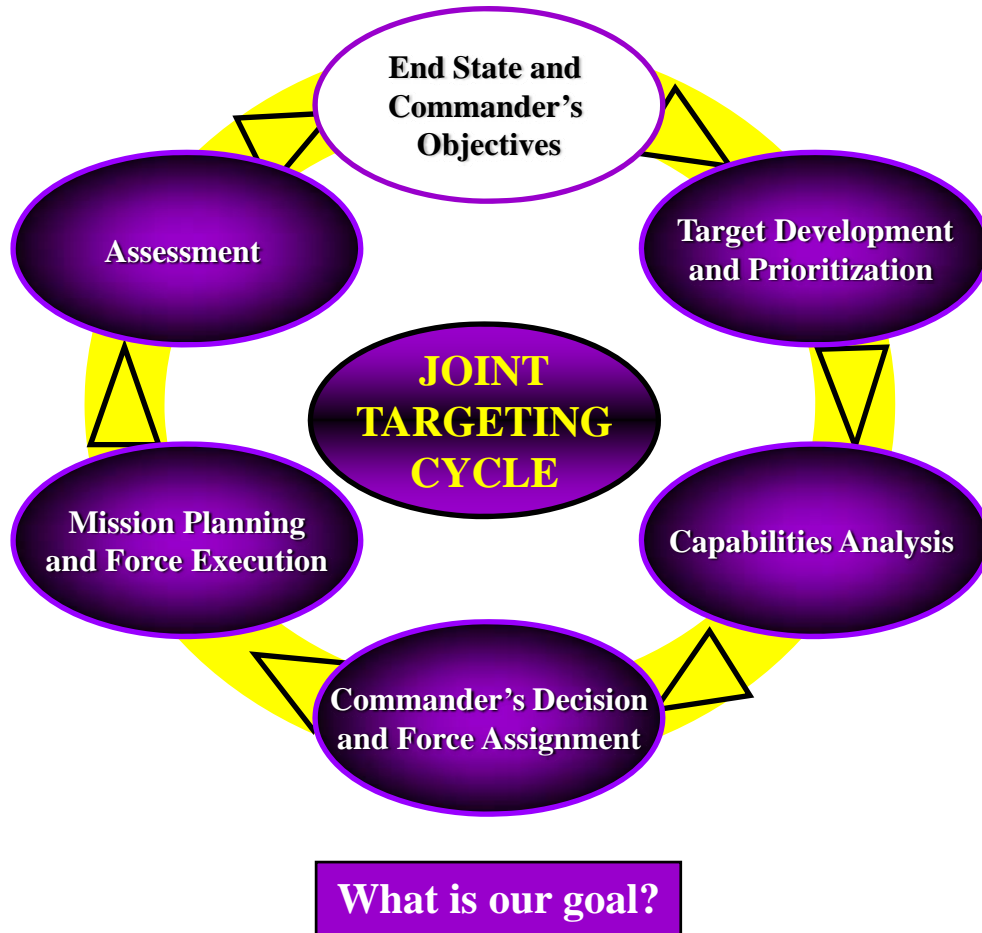 End State and
Commander’s
Objectives
Target Development
and Prioritization
Capabilities Analysis
Commander’s Decision
and Force Assignment
Mission Planning
and Force Execution
Assessment
JOINT
TARGETING
CYCLE
What is our goal?